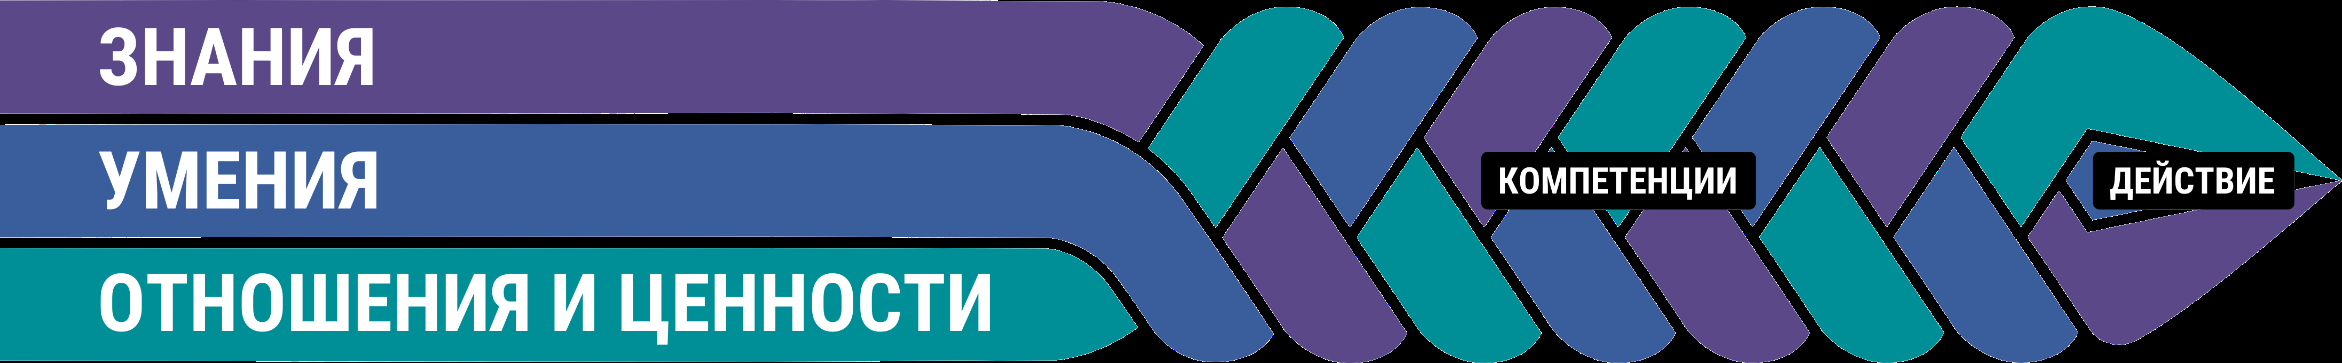 ЗНАНИЯ
УМЕНИЯ
ОТНОШЕНИЯ И ЦЕННОСТИ
КОМПЕТЕНЦИИ
ДЕЙСТВИЕ